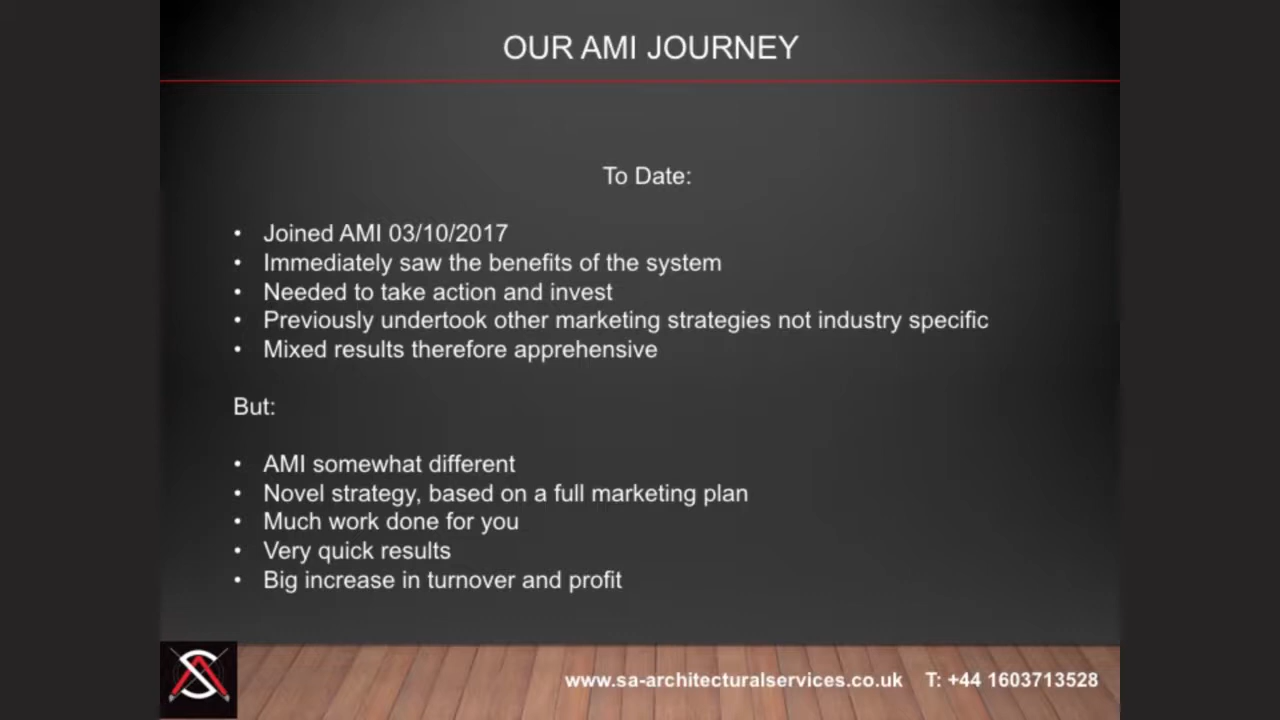 OUR AMI JOURNEY
To Date:
• Joined AMI 03/10/2017
• Immediately saw the benefits of the system
• Needed to take action and invest
• Previously undertook other marketing strategies not industry specific
• Mixed results therefore apprehensive
But:
• AMI somewhat different
• Novel strategy, based on a full marketing plan
• Much work done for you
• Very quick results
• Big increase in turnover and profit
SA
www.sa-architecturalservices.co.uk T: +44 1603713528